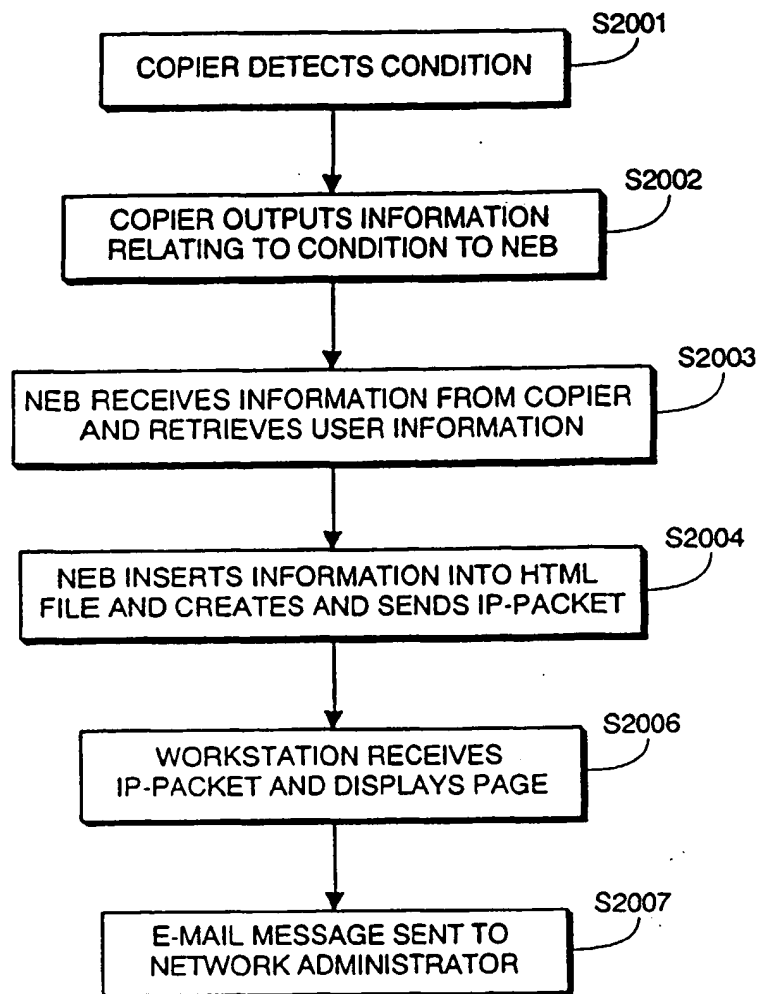 S2001
COPIER DETECTS CONDITION
S2002
COPIER OUTPUTS INFORMATION
RELATING TO CONDITION TO NEB
S2003
NEB RECEIVES INFORMATION FROM COPIER
AND RETRIEVES USER INFORMATION
S2004
NEB INSERTS INFORMATION INTO HTML
FILE AND CREATES AND SENDS IP-PACKET
S2006
WORKSTATION RECEIVES
IP-PACKET AND DISPLAYS PAGE
S2007
E-MAIL MESSAGE SENT TO
NETWORK ADMINISTRATOR